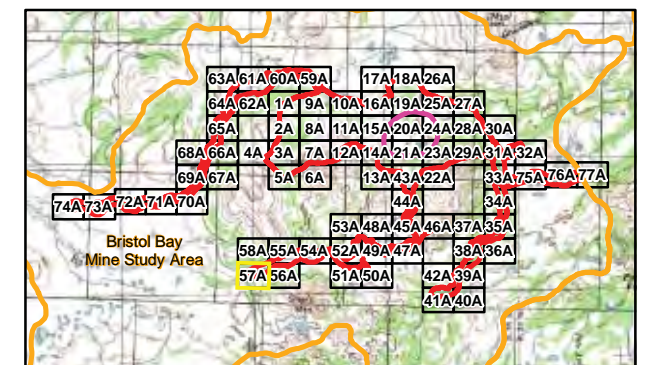 63A 61A 60A 59A 17A 18A 26A
64A 62A 1A 9A 10A 16A 19A 25A 27A
65A 2A 8A 11A 15A 20A 24A 28A 30A
68A 66A 4A 3A 7A 12A 14A 21A 23A 29A 31A 32A
69A 67A 5A 6A 13A 43A 22A 33A 75A 76A 77A
74A 73A 72A 71A 70A 44A 34A
53A 48A 45A 46A 37A 35A
Bristol Bay
Mine Study Area
58A 55A 54A 52A 49A 47A 38A 36A
57A 56A 51A 50A 42A 39A
41A 40A